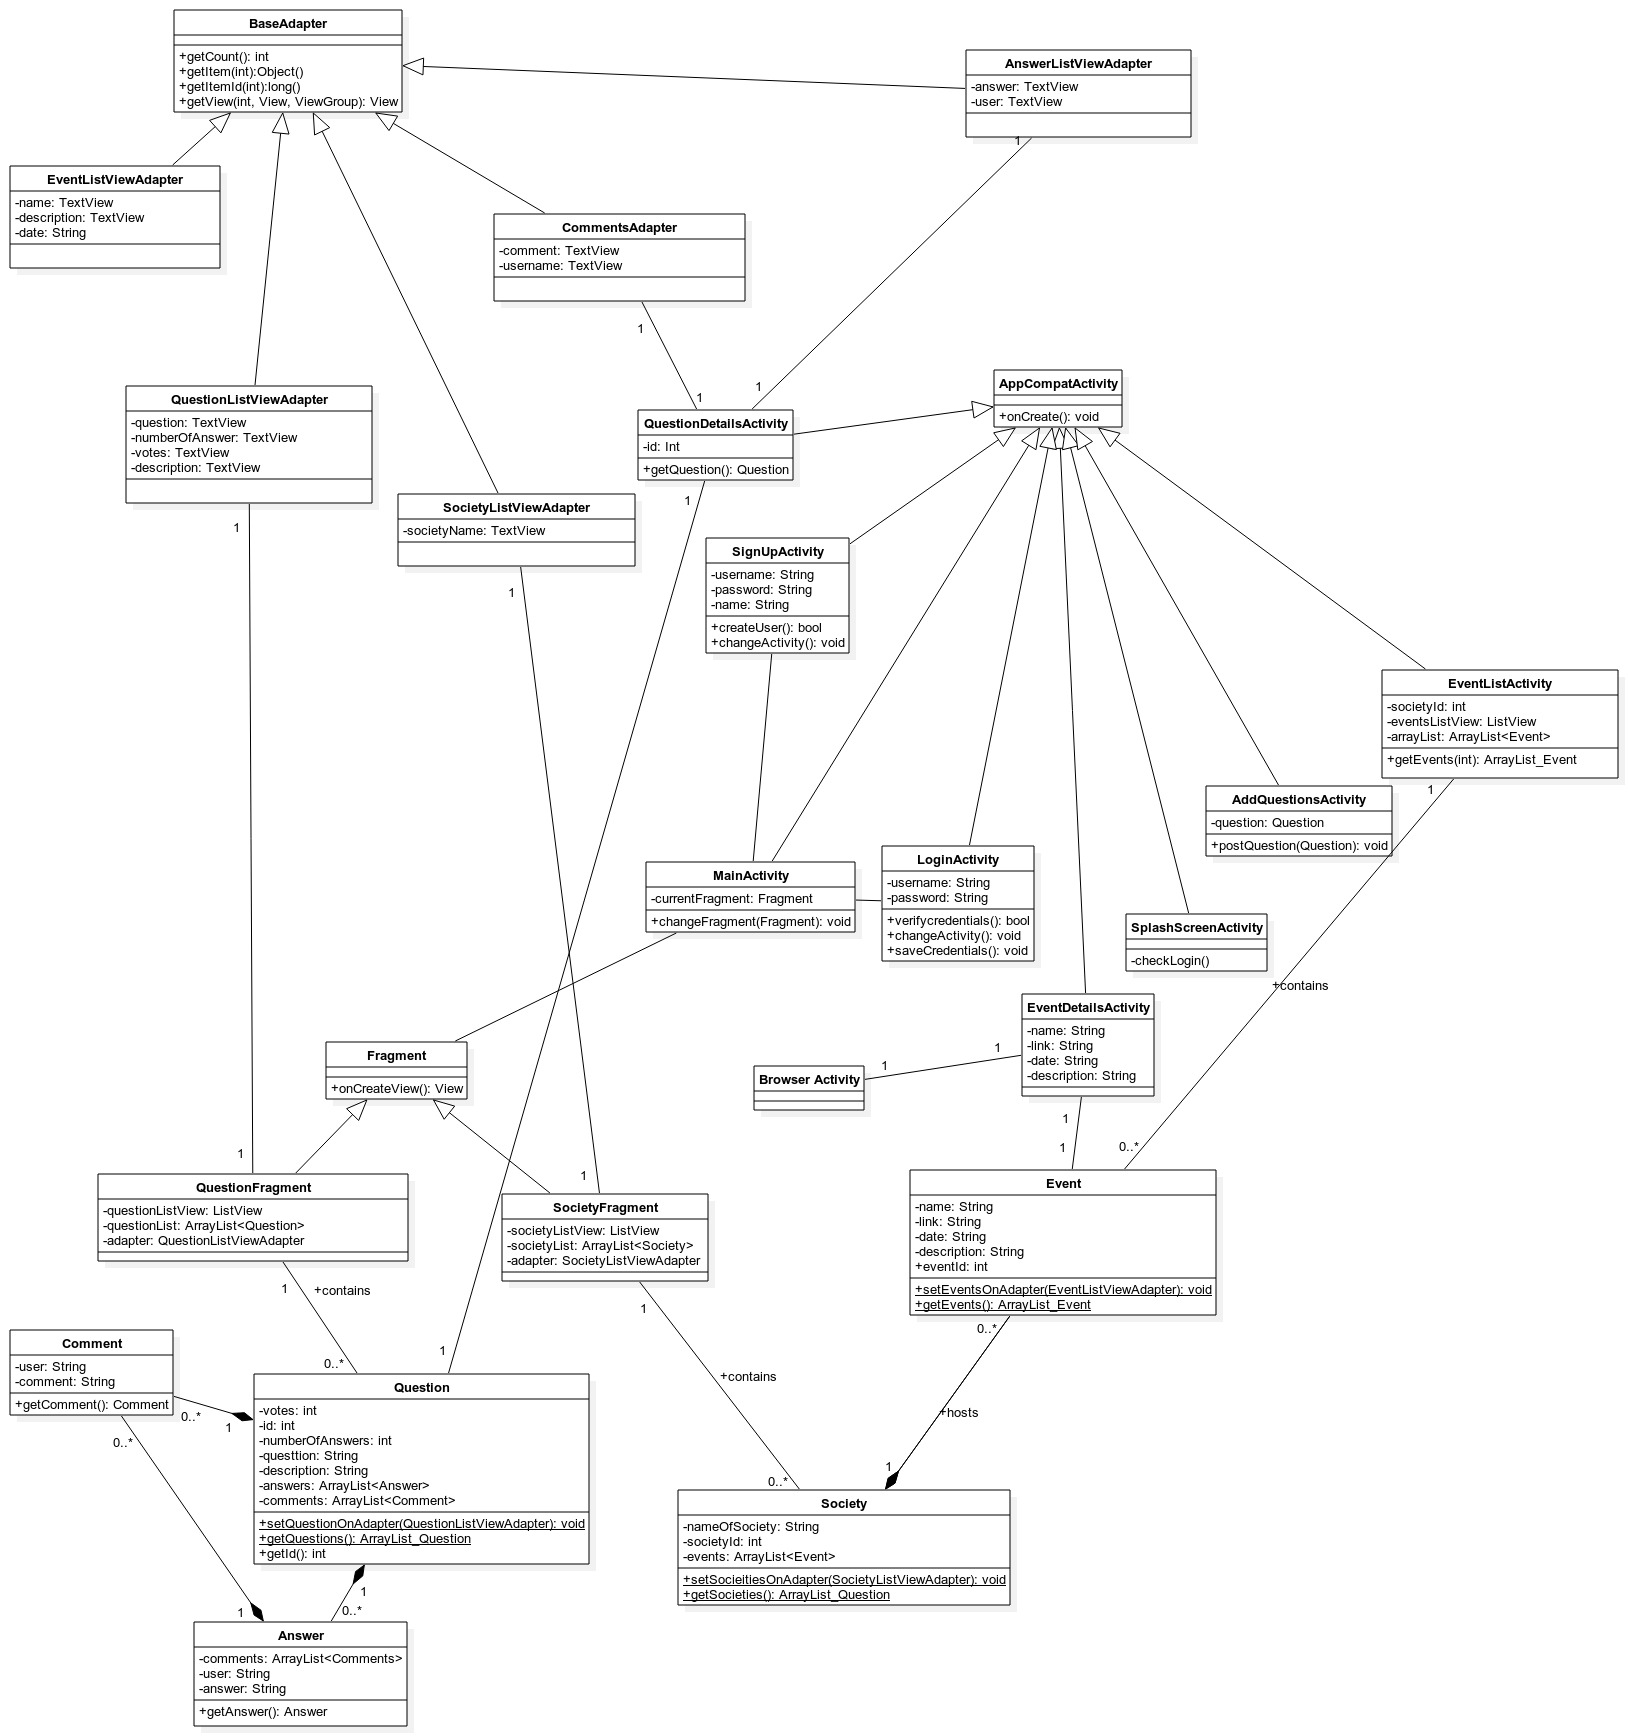 BaseAdapter
+getCount(): int
+getItem(int):Object()
+getItemId(int):long()
+getView(int, View, ViewGroup): View
AnswerListViewAdapter
-answer: TextView
-user: TextView
1
EventListViewAdapter
-name: TextView
-description: TextView
-date: String
CommentsAdapter
-comment: TextView
-username: TextView
1
1
1
QuestionListViewAdapter
-question: TextView
-numberOfAnswer: TextView
-votes: TextView
-description: TextView
1
QuestionDetailsActivity
-id: Int
+getQuestion(): Question
1
AppCompatActivity
+onCreate(): void
SocietyListViewAdapter
-societyName: TextView
1
SignUpActivity
-username: String
-password: String
-name: String
+createUser(): bool
+changeActivity(): void
EventListActivity
-societyId: int
-eventsListView: ListView
-arrayList: ArrayList<Event>
+getEvents(int): ArrayList_Event
1
AddQuestionsActivity
-question: Question
+postQuestion(Question): void
MainActivity
-currentFragment: Fragment
+changeFragment(Fragment): void
LoginActivity
-username: String
-password: String
+verifycredentials(): bool
+changeActivity(): void
+saveCredentials(): void
SplashScreenActivity
-checkLogin()
+contains
EventDetailsActivity
-name: String
-link: String
-date: String
-description: String
1
1
Browser Activity
Fragment
+onCreateView(): View
1
1
0..*
1
1
QuestionFragment
-questionListView: ListView
-questionList: ArrayList<Question>
-adapter: QuestionListViewAdapter
1
+contains
0..*
SocietyFragment
-societyListView: ListView
-societyList: ArrayList<Society>
-adapter: SocietyListViewAdapter
1
+contains
0..*
Event
-name: String
-link: String
-date: String
-description: String
+eventId: int
+setEventsOnAdapter(EventListViewAdapter): void
+getEvents(): ArrayList_Event
0..*
+hosts
1
Comment
-user: String
-comment: String
+getComment(): Comment
0..*
1
0..*
1
Question
-votes: int
-id: int
-numberOfAnswers: int
-questtion: String
-description: String
-answers: ArrayList<Answer>
-comments: ArrayList<Comment>
+setQuestionOnAdapter(QuestionListViewAdapter): void
+getQuestions(): ArrayList_Question
+getId(): int
1
0..*
1
Society
-nameOfSociety: String
-societyId: int
-events: ArrayList<Event>
+setSocieitiesOnAdapter(SocietyListViewAdapter): void
+getSocieties(): ArrayList_Question
Answer
-comments: ArrayList<Comments>
-user: String
-answer: String
+getAnswer(): Answer